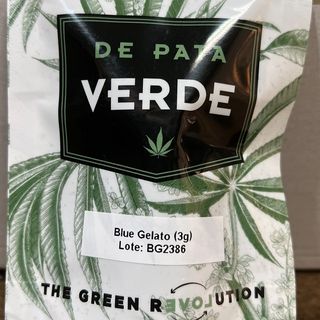 DE PATA
VERDE
Blue Gelato (3g)
Lote: BG2386
THE GREEN REVOLUTION